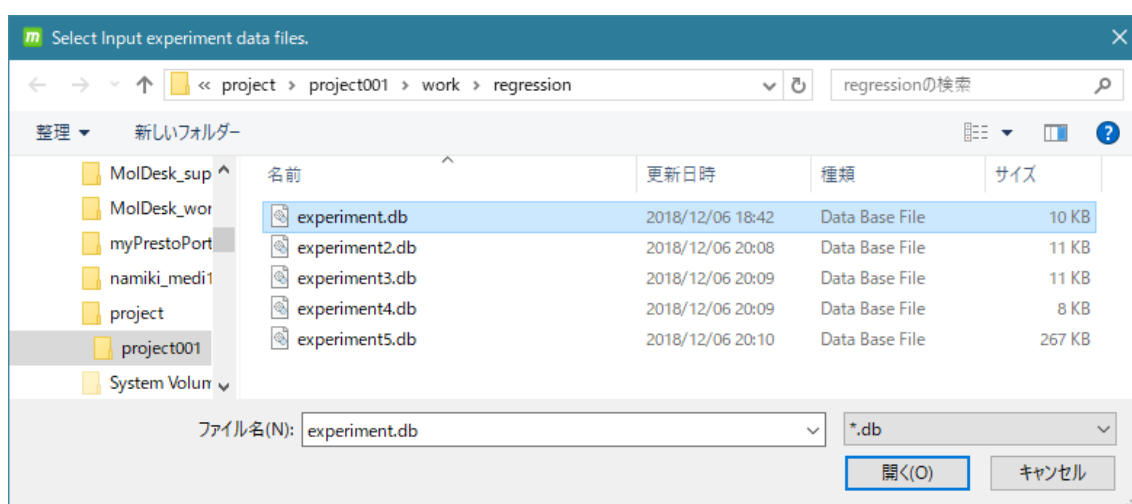 m Select Input experiment data files.
« project › project001 › work › regression regressionの検索
整理 新しいフォルダー
名前 更新日時 種類 サイズ
MolDesk_sup
MolDesk_wor
myPrestoPort
namiki_medi1
project
project001
System Volum
experiment.db 2018/12/06 18:42 Data Base File 10 KB
experiment2.db 2018/12/06 20:08 Data Base File 11 KB
experiment3.db 2018/12/06 20:09 Data Base File 11 KB
experiment4.db 2018/12/06 20:09 Data Base File 8 KB
experiment5.db 2018/12/06 20:10 Data Base File 267 KB
ファイル名(N): experiment.db *.db
開く(O) キャンセル